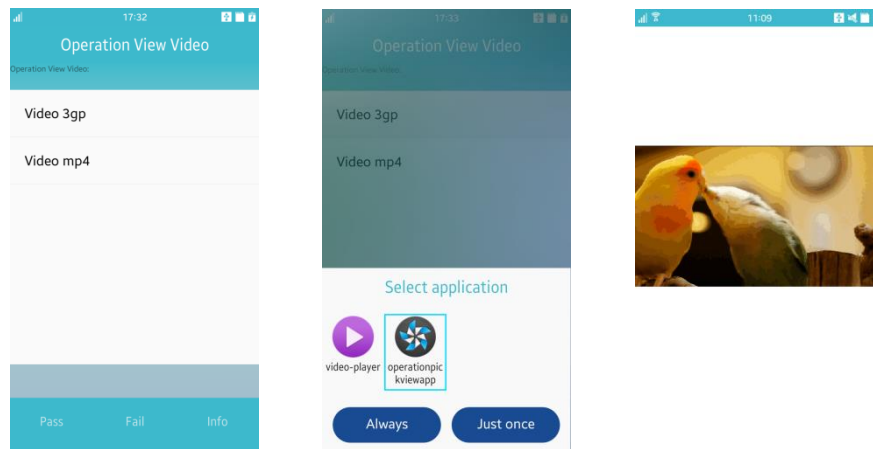 17:32
Operation View Video
Operation View Video:
Video 3gp
Video mp4
Pass Fail Info
17:33
Operation View Video
Operation View Video:
Video 3gp
Video mp4
Select application
video-player
operationpic
kviewapp
Always Just once
11:09